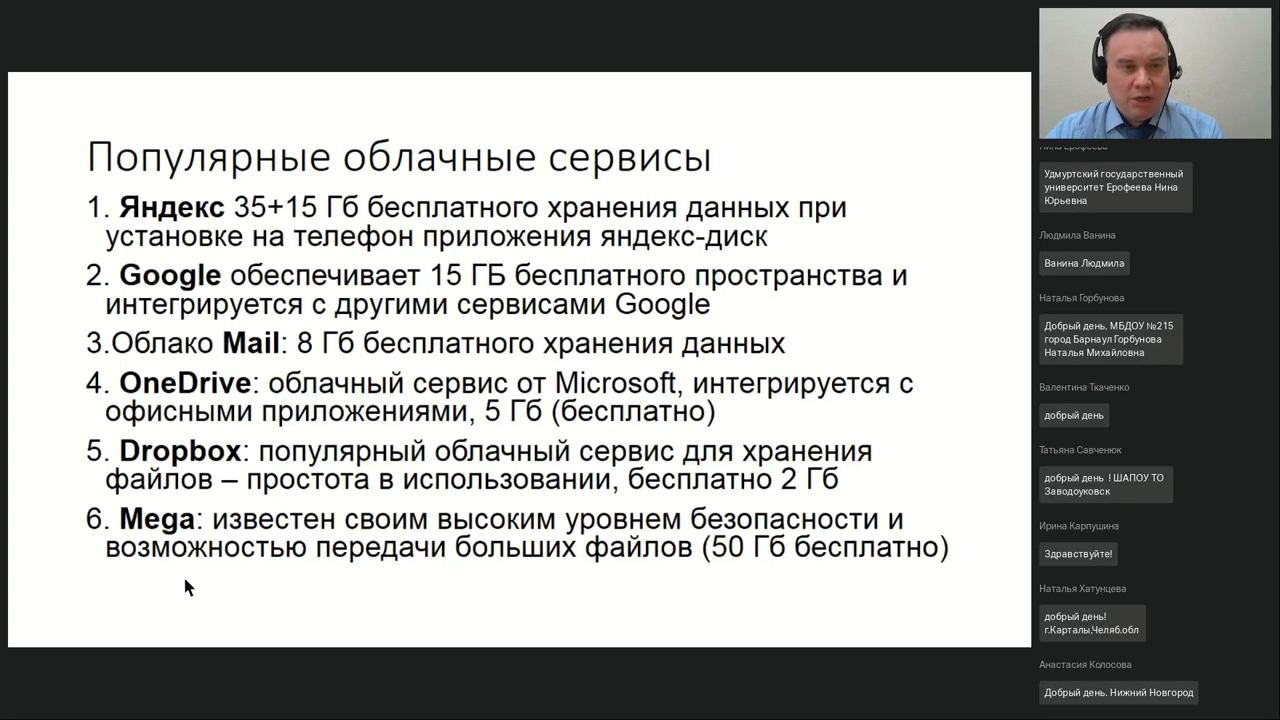 Популярные облачные сервисы
1. Яндекс 35+15 Гб бесплатного хранения данных при
установке на телефон приложения яндекс-диск
2. Google обеспечивает 15 ГБ бесплатного пространства и
интегрируется с другими сервисами Google
3.Облако Mail: 8 Гб бесплатного хранения данных
4. OneDrive: облачный сервис от Microsoft, интегрируется с
офисными приложениями, 5 Гб (бесплатно)
5. Dropbox: популярный облачный сервис для хранения
файлов – простота в использовании, бесплатно 2 Гб
6. Mega: известен своим высоким уровнем безопасности и
возможностью передачи больших файлов (50 Гб бесплатно)
Нина Ерофеева
Удмуртский государственный
университет Ерофеева Нина
Юрьевна
Людмила Ванина
Ванина Людмила
Наталья Горбунова
Добрый день, МБДОУ №215
город Барнаул Горбунова
Наталья Михайловна
Валентина Ткаченко
добрый день
Татьяна Савченюк
добрый день ! ШАПОУ ТО
Заводоуковск
Ирина Карпушина
Здравствуйте!
Наталья Хатунцева
добрый день!
г.Карталы,Челяб.обл
Анастасия Колосова
Добрый день. Нижний Новгород